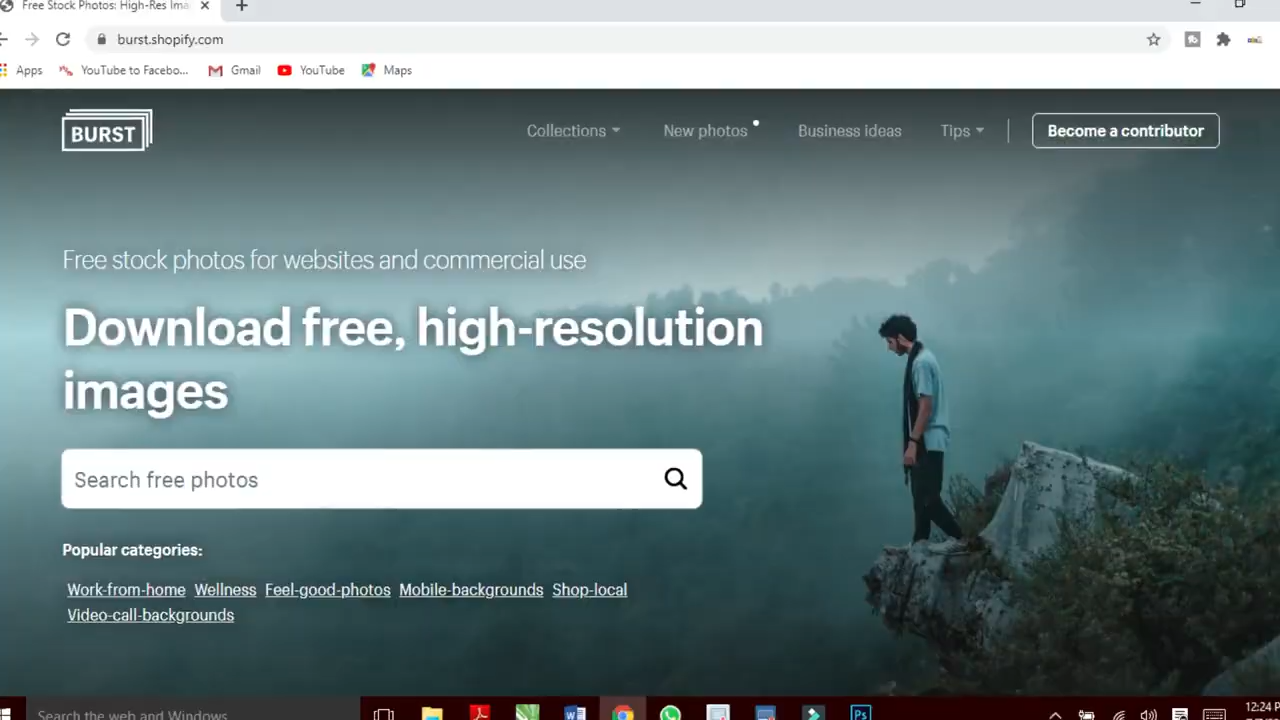 Free Stock Photos: High-Res Ima
burst.shopify.com
Apps YouTube to Facebo... Gmail YouTube Maps
BURST Collections New photos Business ideas Tips Become a contributor
Free stock photos for websites and commercial use
Download free, high-resolution
images
Search free photos
Popular categories:
Work-from-home Wellness Feel-good-photos Mobile-backgrounds Shop-local
Video-call-backgrounds
Search the web and Windows
W Ps 12:24 P